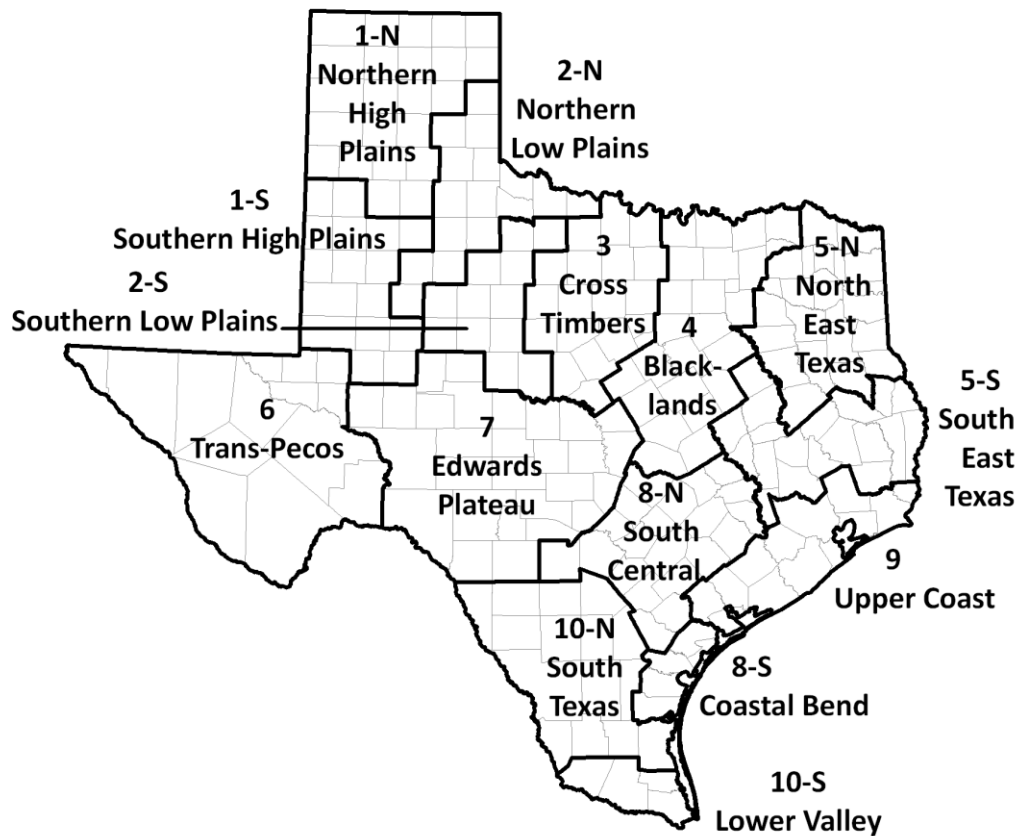 1-N
Northern
High
Plains
2-N
Northern
Low Plains
1-S
Southern High Plains
2-S
Southern Low Plains
3
Cross
Timbers
4
Black-
lands
5-N
North
East
Texas
5-S
South
East
Texas
6
Trans-Pecos
7
Edwards
Plateau
8-N
South
Central
9
Upper Coast
10-N
South
Texas
8-S
Coastal Bend
10-S
Lower Valley